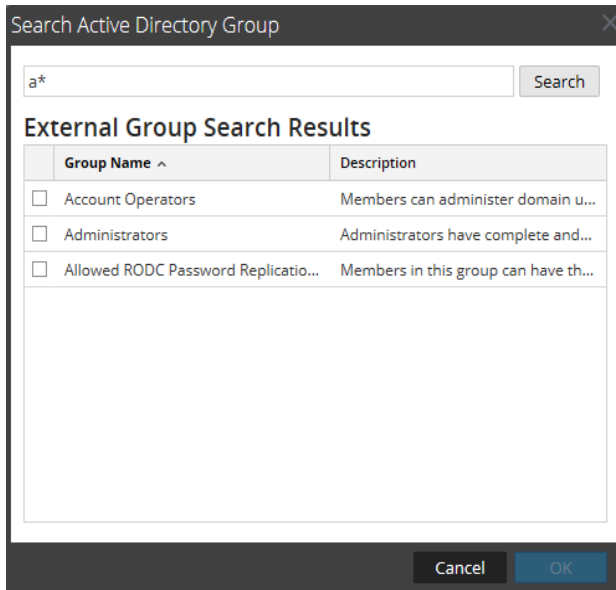 Search Active Directory Group
a*
Search
External Group Search Results
Group Name Description
Account Operators Members can administer domain u...
Administrators Administrators have complete and...
Allowed RODC Password Replicatio... Members in this group can have th...
Cancel OK